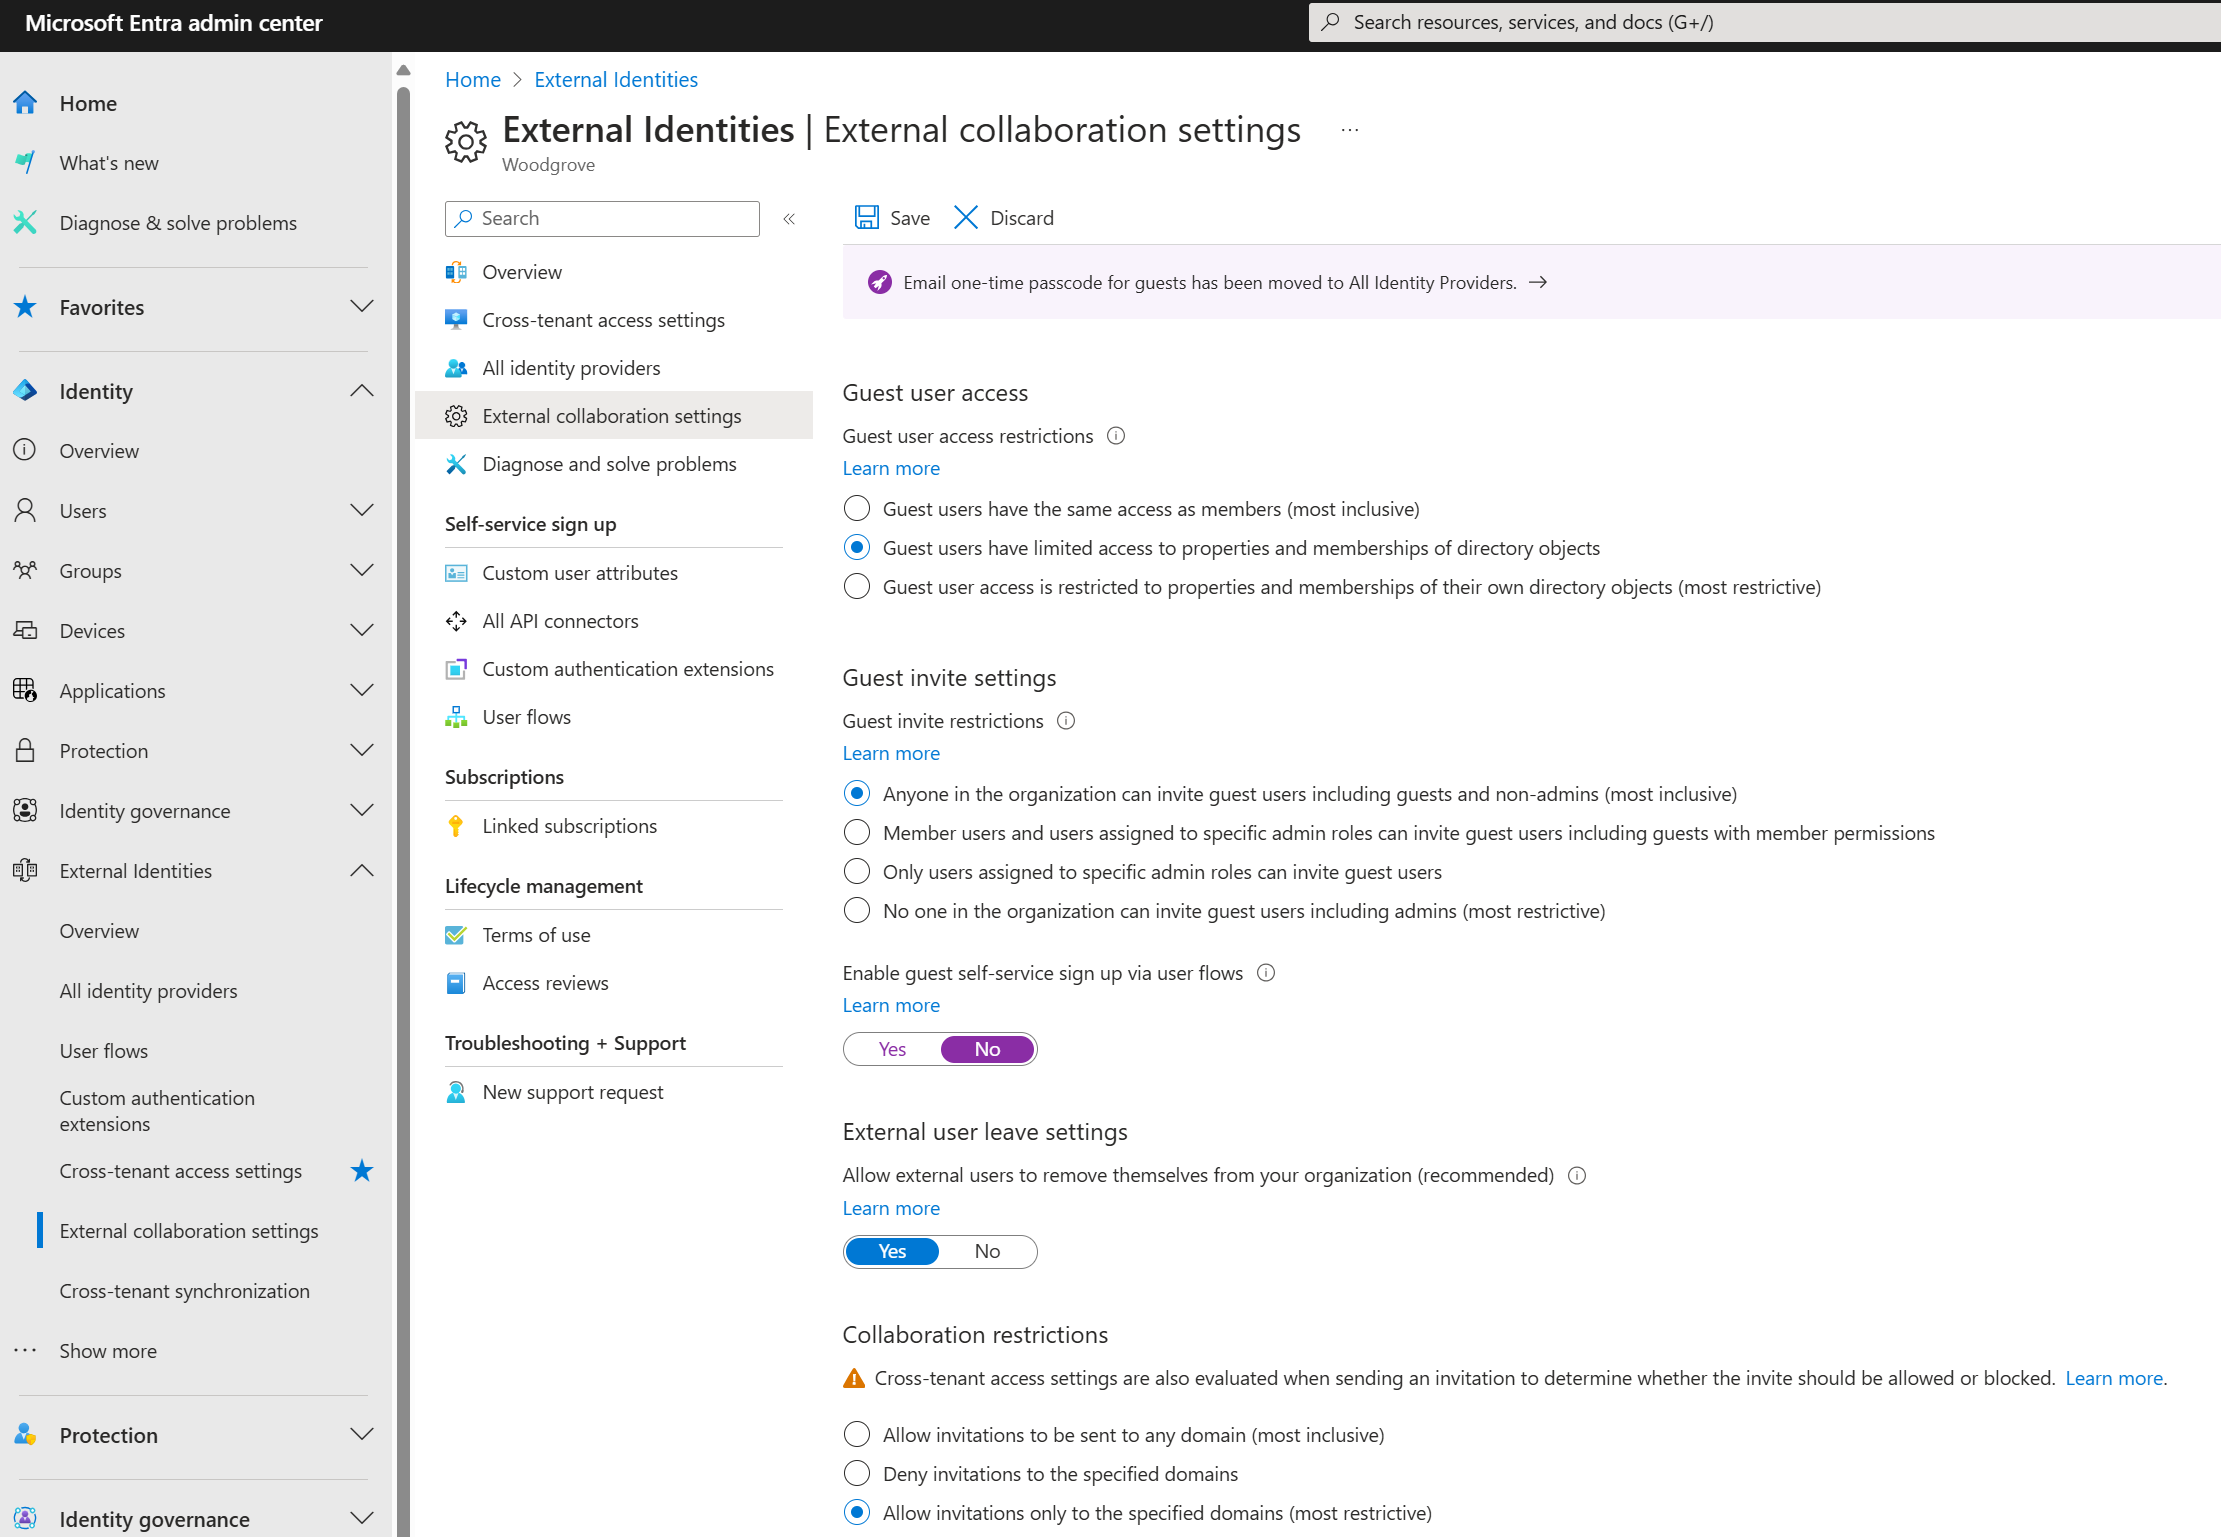 Microsoft Entra admin center
Search resources, services, and docs (G+/)
Home
What's new
Diagnose & solve problems
Favorites
Identity
Overview
Users
Groups
Devices
Applications
Protection
Identity governance
External Identities
Overview
All identity providers
User flows
Custom authentication
extensions
Cross-tenant access settings
External collaboration settings
Cross-tenant synchronization
Show more
Protection
Identity governance
Home > External Identities
External Identities | External collaboration settings ...
Woodgrove
Search
Overview
Cross-tenant access settings
All identity providers
External collaboration settings
Diagnose and solve problems
Self-service sign up
Custom user attributes
All API connectors
Custom authentication extensions
User flows
Subscriptions
Linked subscriptions
Lifecycle management
Terms of use
Access reviews
Troubleshooting + Support
New support request
Save Discard
Email one-time passcode for guests has been moved to All Identity Providers. →
Guest user access
Guest user access restrictions
Learn more
Guest users have the same access as members (most inclusive)
Guest users have limited access to properties and memberships of directory objects
Guest user access is restricted to properties and memberships of their own directory objects (most restrictive)
Guest invite settings
Guest invite restrictions
Learn more
Anyone in the organization can invite guest users including guests and non-admins (most inclusive)
Member users and users assigned to specific admin roles can invite guest users including guests with member permissions
Only users assigned to specific admin roles can invite guest users
No one in the organization can invite guest users including admins (most restrictive)
Enable guest self-service sign up via user flows
Learn more
Yes No
External user leave settings
Allow external users to remove themselves from your organization (recommended)
Learn more
Yes No
Collaboration restrictions
Cross-tenant access settings are also evaluated when sending an invitation to determine whether the invite should be allowed or blocked. Learn more.
Allow invitations to be sent to any domain (most inclusive)
Deny invitations to the specified domains
Allow invitations only to the specified domains (most restrictive)